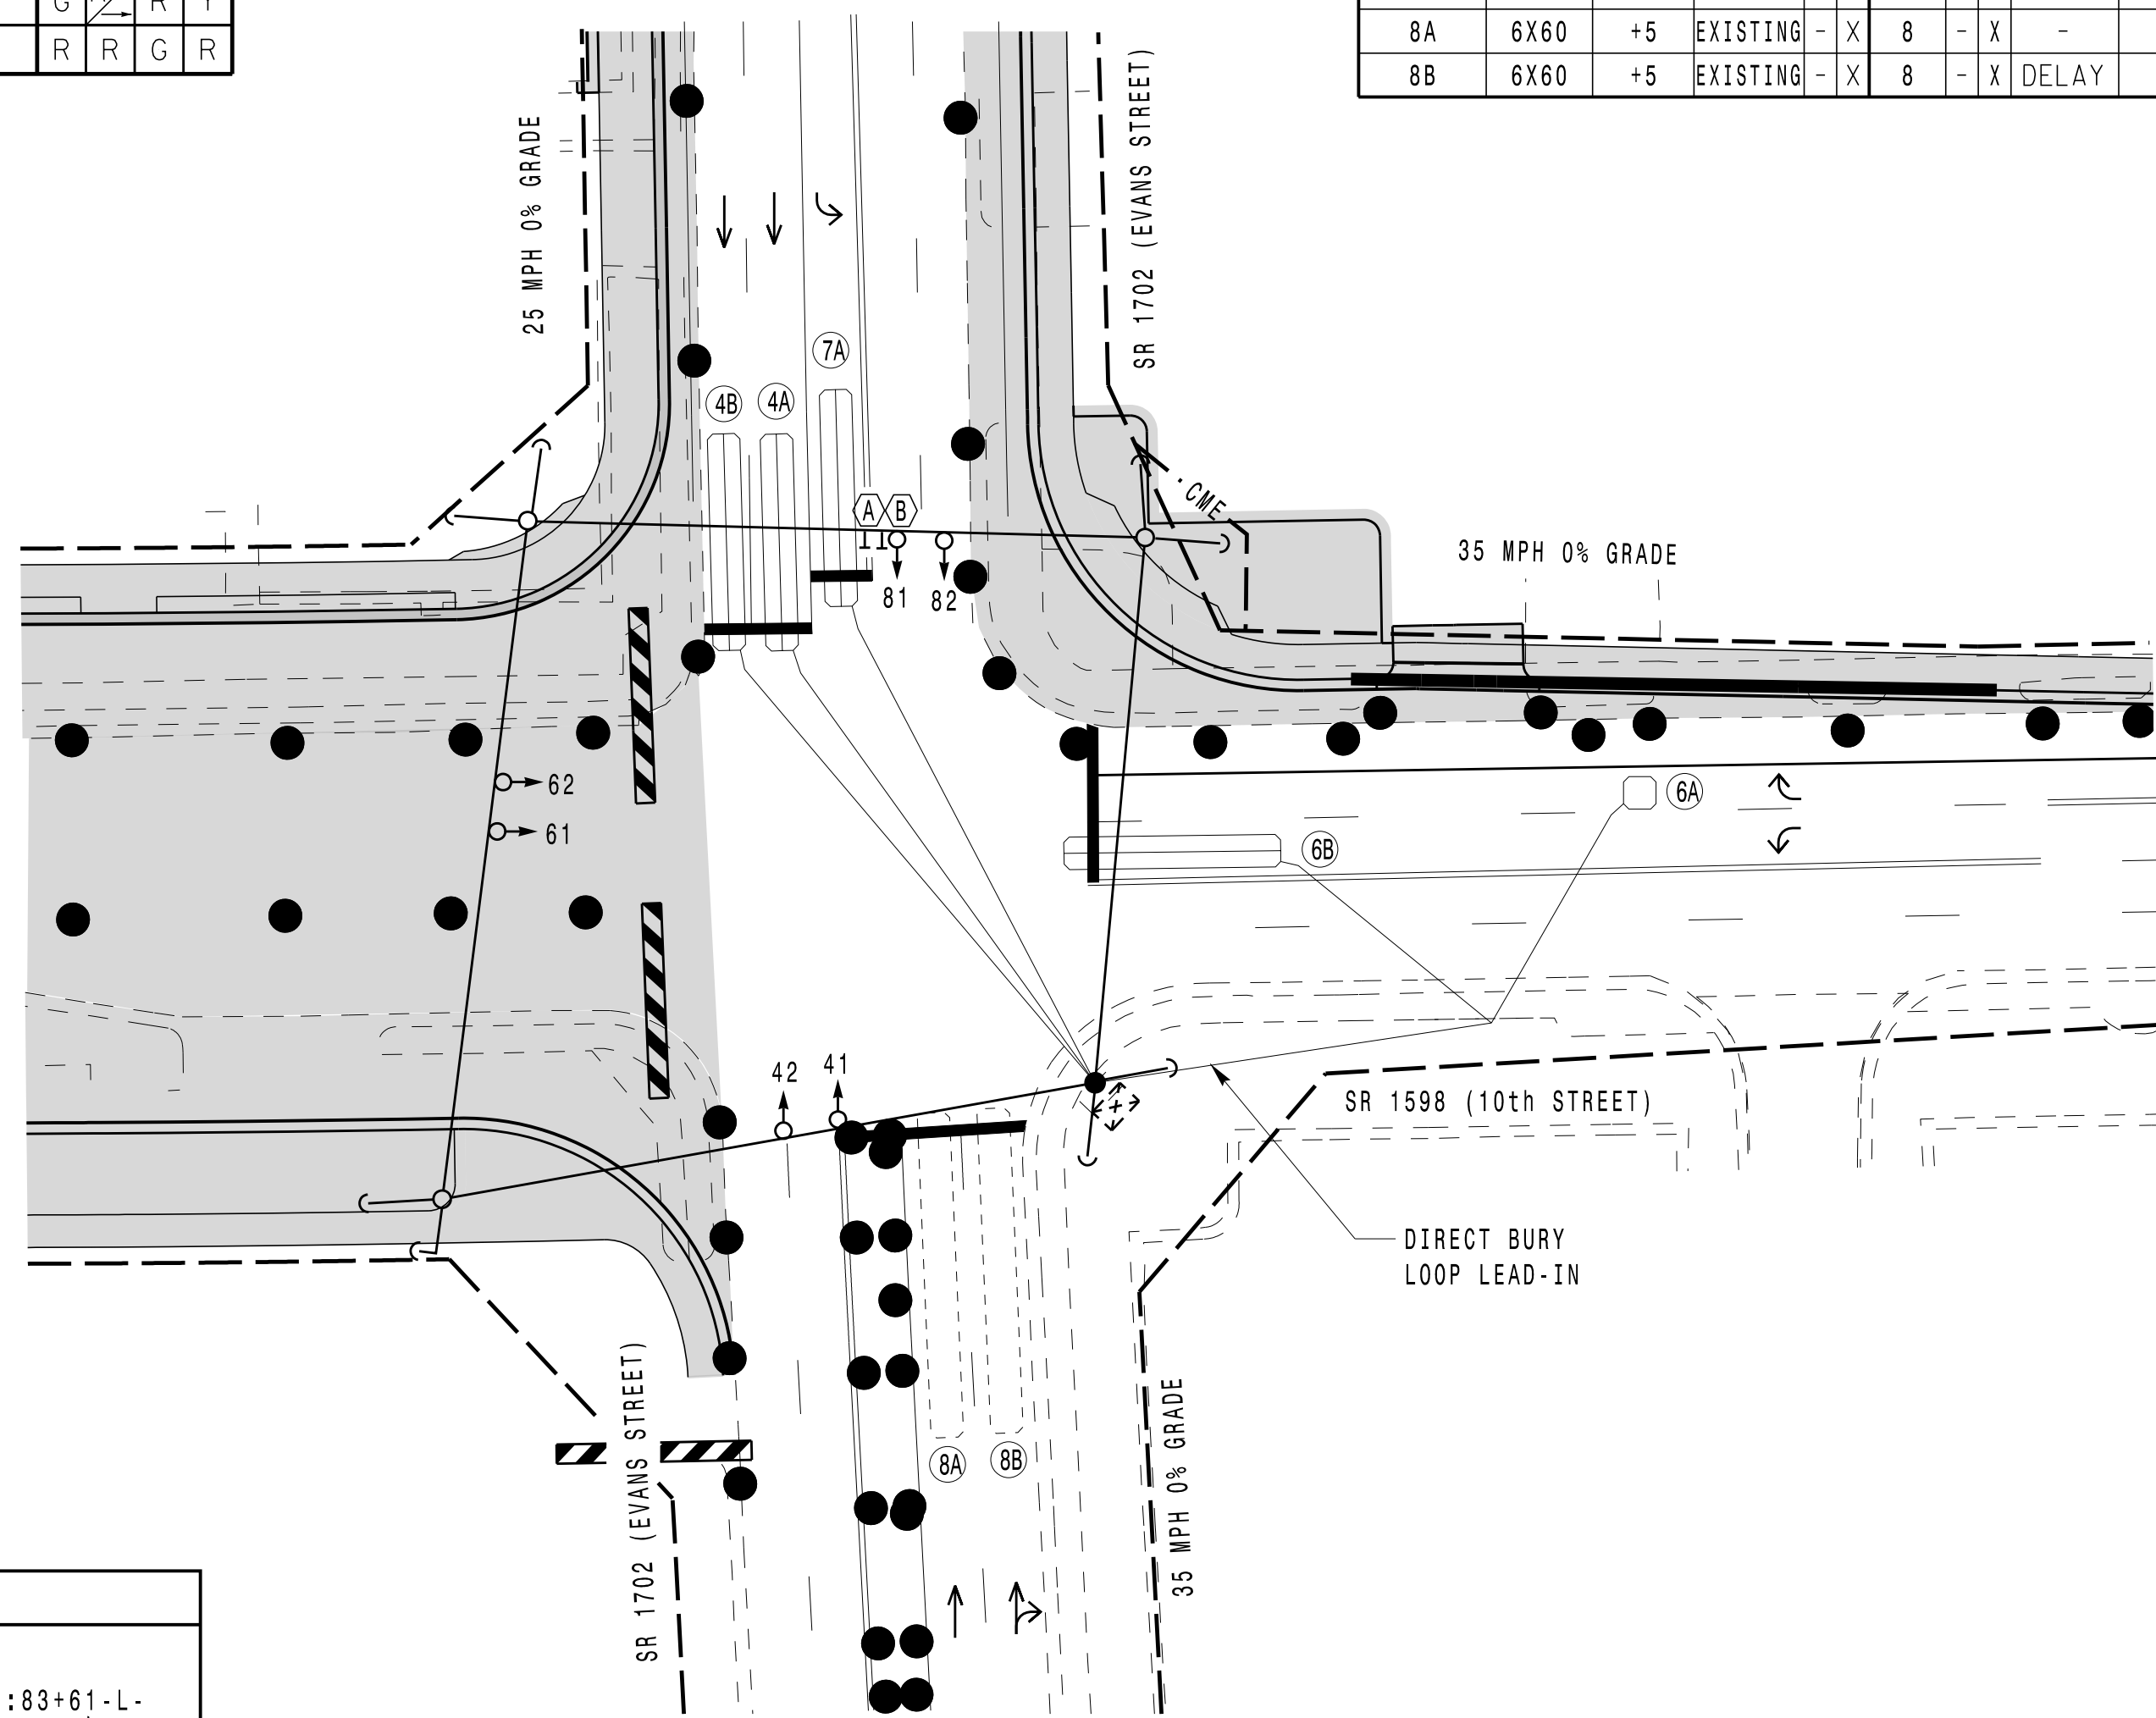 G R Y
R R G R
8A 6X60 +5 EXISTING - X 8 - X -
8B 6X60 +5 EXISTING - X 8 - X DELAY
25 MPH 0% GRADE
SR 1702 (EVANS STREET)
7A
4B 4A
A B
CME
81 82
35 MPH 0% GRADE
62
61
6A
6B
42 41
SR 1598 (10th STREET)
DIRECT BURY
LOOP LEAD-IN
8A 8B
SR 1702 (EVANS STREET)
35 MPH 0% GRADE
:83+61-L-